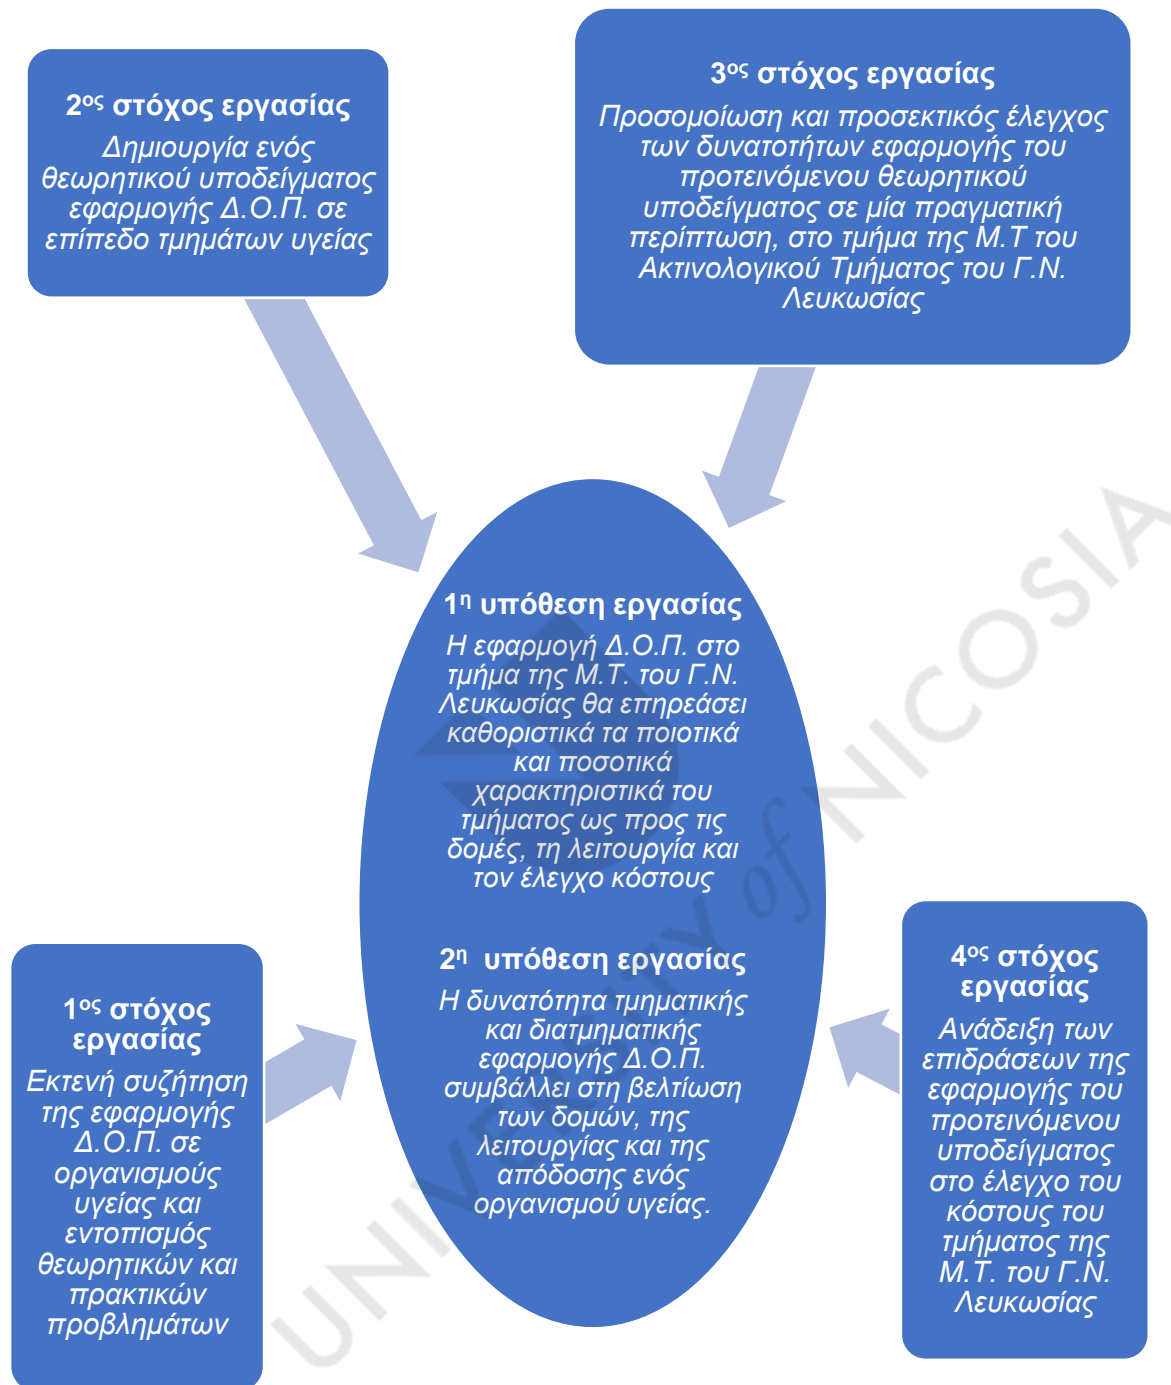 2ος στόχος εργασίας
Δημιουργία ενός
θεωρητικού υποδείγματος
εφαρμογής Δ.Ο.Π. σε
επίπεδο τμημάτων υγείας
3ος στόχος εργασίας
Προσομοίωση και προσεκτικός έλεγχος
των δυνατοτήτων εφαρμογής του
προτεινόμενου θεωρητικού
υποδείγματος σε μία πραγματική
περίπτωση, στο τμήμα της Μ.Τ του
Ακτινολογικού Τμήματος του Γ.Ν.
Λευκωσίας
1η υπόθεση εργασίας
Η εφαρμογή Δ.Ο.Π. στο
τμήμα της Μ.Τ. του Γ.Ν.
Λευκωσίας θα επηρεάσει
καθοριστικά τα ποιοτικά
και ποσοτικά
χαρακτηριστικά του
τμήματος ως προς τις
δομές, τη λειτουργία και
τον έλεγχο κόστους
2η υπόθεση εργασίας
Η δυνατότητα τμηματικής
και διατμηματικής
εφαρμογής Δ.Ο.Π.
συμβάλλει στη βελτίωση
των δομών, της
λειτουργίας και της
απόδοσης ενός
οργανισμού υγείας.
1ος στόχος
εργασίας
Εκτενή συζήτηση
της εφαρμογής
Δ.Ο.Π. σε
οργανισμούς
υγείας και
εντοπισμός
θεωρητικών και
πρακτικών
προβλημάτων
4ος στόχος
εργασίας
Ανάδειξη των
επιδράσεων της
εφαρμογής του
προτεινόμενου
υποδείγματος
στο έλεγχο του
κόστους του
τμήματος της
Μ.Τ. του Γ.Ν.
Λευκωσίας
UNIVERSITY of NICOSIA